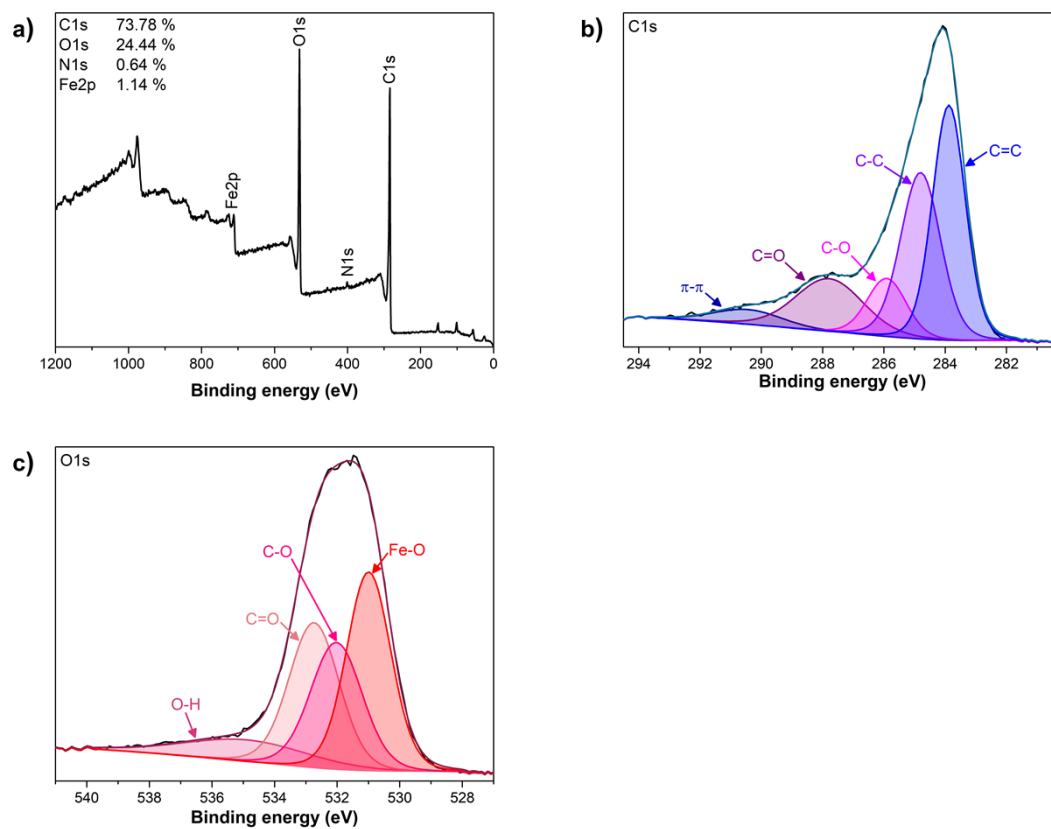 a)
C1s 73.78 %
O1s 24.44 %
N1s 0.64 %
Fe2p 1.14 %
O1s
C1s
Fe2p
N1s
1200 1000 800 600 400 200 0
Binding energy (eV)
b)
C1s
C=C
C-C
C-O
C=O
π-π
294 292 290 288 286 284 282
Binding energy (eV)
c)
O1s
Fe-O
C-O
C=O
O-H
540 538 536 534 532 530 528
Binding energy (eV)